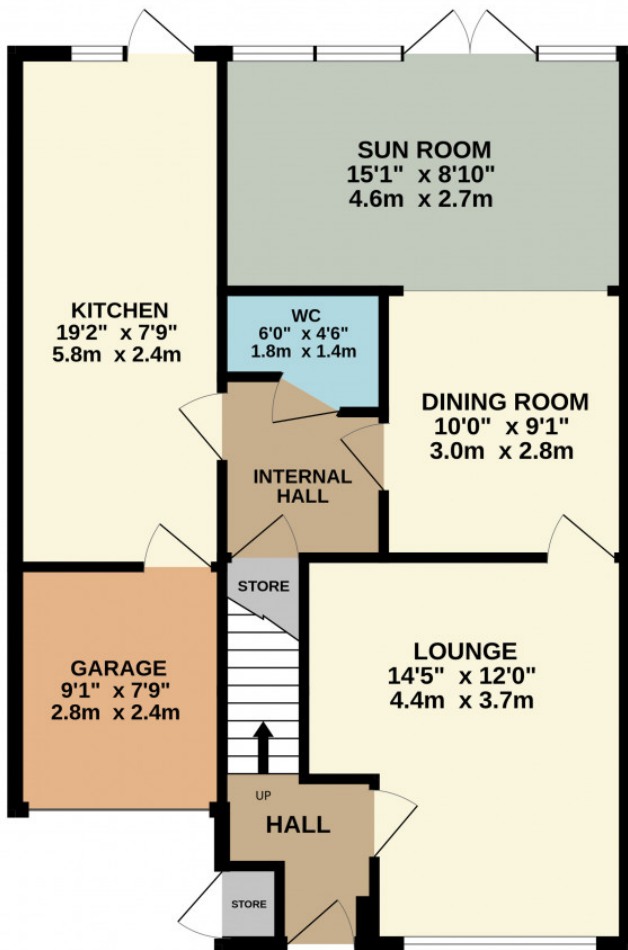 SUN ROOM
15'1" x 8'10"
4.6m x 2.7m
KITCHEN
19'2" x 7'9"
5.8m x 2.4m
WC
6'0" x 4'6"
1.8m x 1.4m
DINING ROOM
10'0" x 9'1"
3.0m x 2.8m
INTERNAL
HALL
STORE
GARAGE
9'1" x 7'9"
2.8m x 2.4m
LOUNGE
14'5" x 12'0"
4.4m x 3.7m
UP
HALL
STORE